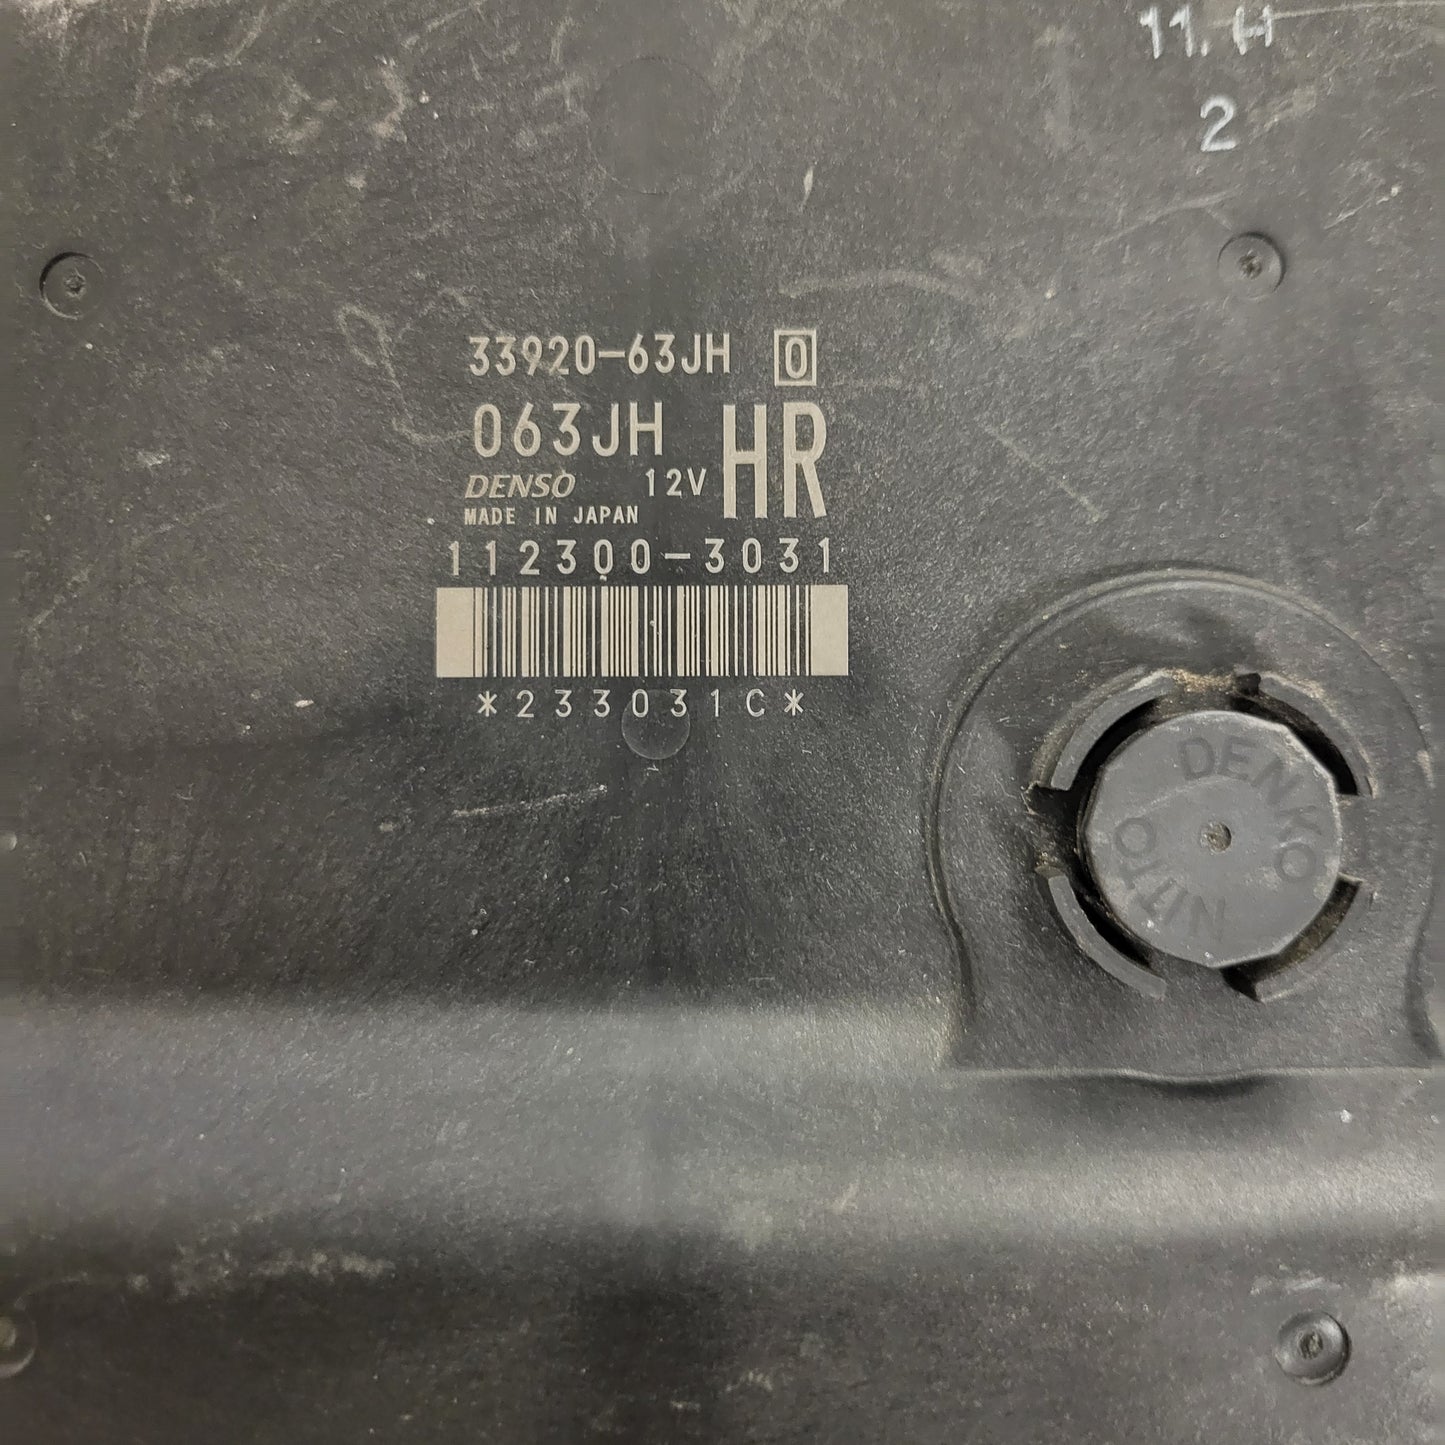 11. H
2
33920-63JH 0
063JH HR
DENSO 12V
MADE IN JAPAN
112300-3031
*233031C*
NITTO DENKO